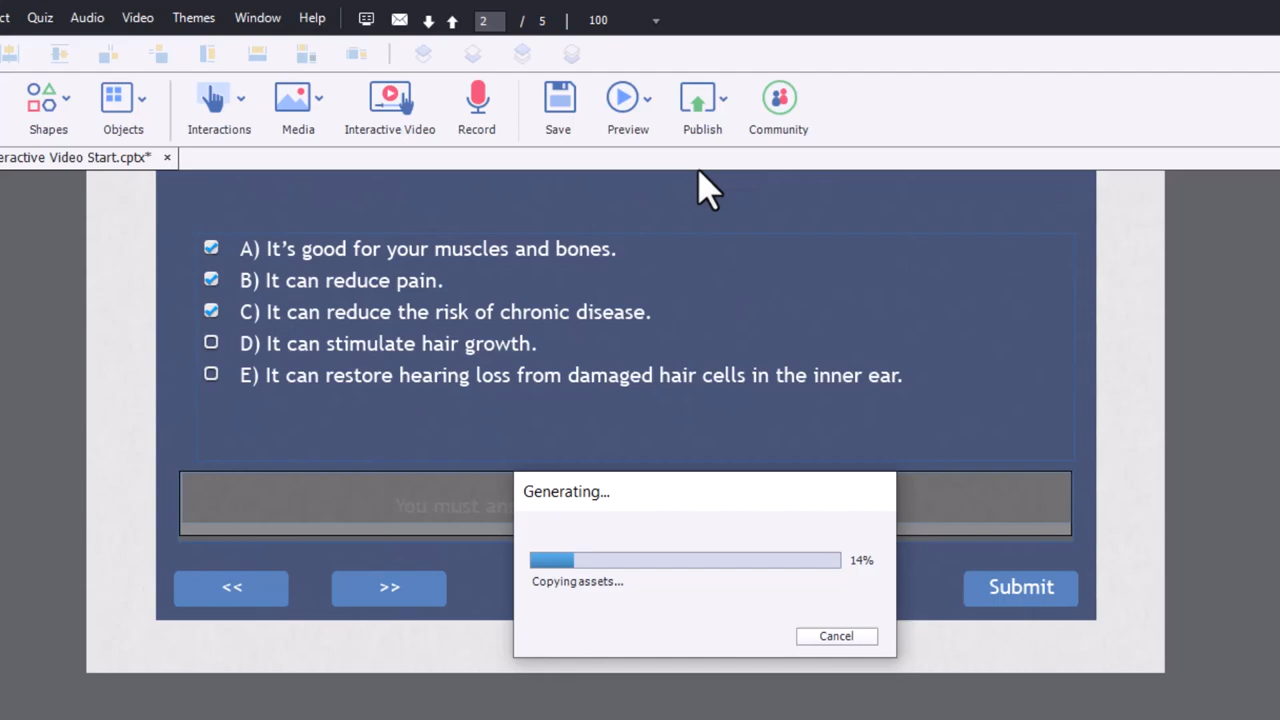 ct Quiz Audio Video Themes Window Help 2 / 5 100
Shapes Objects Interactions Media Interactive Video Record Save Preview Publish Community
eractive Video Start.cptx* ×
A) It’s good for your muscles and bones.
B) It can reduce pain.
C) It can reduce the risk of chronic disease.
D) It can stimulate hair growth.
E) It can restore hearing loss from damaged hair cells in the inner ear.
You must an
Generating...
14%
Copying assets...
Cancel
<< >> Submit